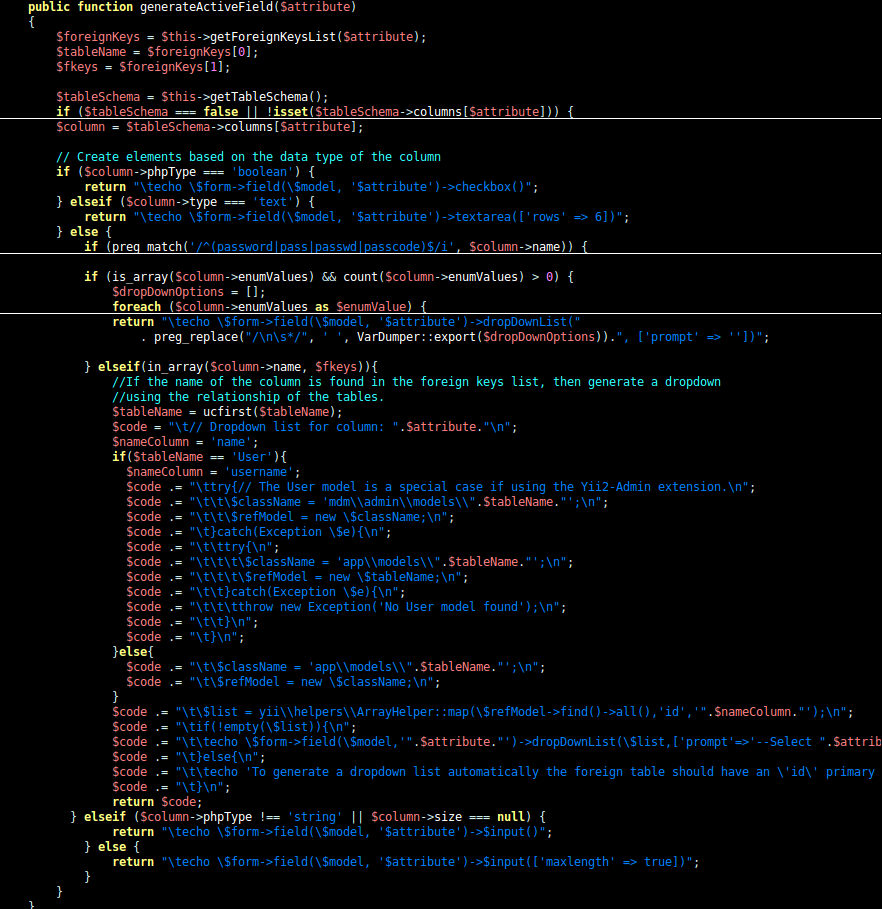 public function generateActiveField($attribute)
{
    $foreignKeys = $this->getForeignKeysList($attribute);
    $tableName = $foreignKeys[0];
    $fkeys = $foreignKeys[1];

    $tableSchema = $this->getTableSchema();
    if ($tableSchema === false || !isset($tableSchema->columns[$attribute])) {
    $column = $tableSchema->columns[$attribute];

    // Create elements based on the data type of the column
    if ($column->phpType === 'boolean') {
        return "\techo \$form->field(\$model, '$attribute')->checkbox()";
    } elseif ($column->type === 'text') {
        return "\techo \$form->field(\$model, '$attribute')->textarea(['rows' => 6])";
    } else {
        if (preg_match('/^(password|pass|passwd|passcode)$/i', $column->name)) {

        if (is_array($column->enumValues) && count($column->enumValues) > 0) {
            $dropDownOptions = [];
            foreach ($column->enumValues as $enumValue) {
            return "\techo \$form->field(\$model, '$attribute')->dropDownList("
                . preg_replace("/\n\s*/", ' ', VarDumper::export($dropDownOptions)).", ['prompt' => ''])";

        } elseif(in_array($column->name, $fkeys)){
            //If the name of the column is found in the foreign keys list, then generate a dropdown
            //using the relationship of the tables.
            $tableName = ucfirst($tableName);
            $code = "\t// Dropdown list for column: ".$attribute."\n";
            $nameColumn = 'name';
            if($tableName == 'User'){
              $nameColumn = 'username';
              $code .= "\ttry{// The User model is a special case if using the Yii2-Admin extension.\n";
              $code .= "\t\t\$className = 'mdm\\admin\\models\\".$tableName."';\n";
              $code .= "\t\t\$refModel = new \$className;\n";
              $code .= "\t}catch(Exception \$e){\n";
              $code .= "\t\ttry{\n";
              $code .= "\t\t\t\$className = 'app\\models\\".$tableName."';\n";
              $code .= "\t\t\t\$refModel = new \$tableName;\n";
              $code .= "\t\t}catch(Exception \$e){\n";
              $code .= "\t\t\tthrow new Exception('No User model found');\n";
              $code .= "\t\t}\n";
              $code .= "\t}\n";
            }else{
              $code .= "\t\$className = 'app\\models\\".$tableName."';\n";
              $code .= "\t\$refModel = new \$className;\n";
            }
            $code .= "\t\$list = yii\\helpers\\ArrayHelper::map(\$refModel->find()->all(),'id','".$nameColumn."');\n";
            $code .= "\tif(!empty(\$list)){\n";
            $code .= "\t\techo \$form->field(\$model,'".$attribute."')->dropDownList(\$list,['prompt'=>'--Select ".$attrib
            $code .= "\t}else{\n";
            $code .= "\t\techo 'To generate a dropdown list automatically the foreign table should have an \'id\' primary
            $code .= "\t}\n";
            return $code;
      } elseif ($column->phpType !== 'string' || $column->size === null) {
            return "\techo \$form->field(\$model, '$attribute')->$input()";
        } else {
            return "\techo \$form->field(\$model, '$attribute')->$input(['maxlength' => true])";
        }
    }
}